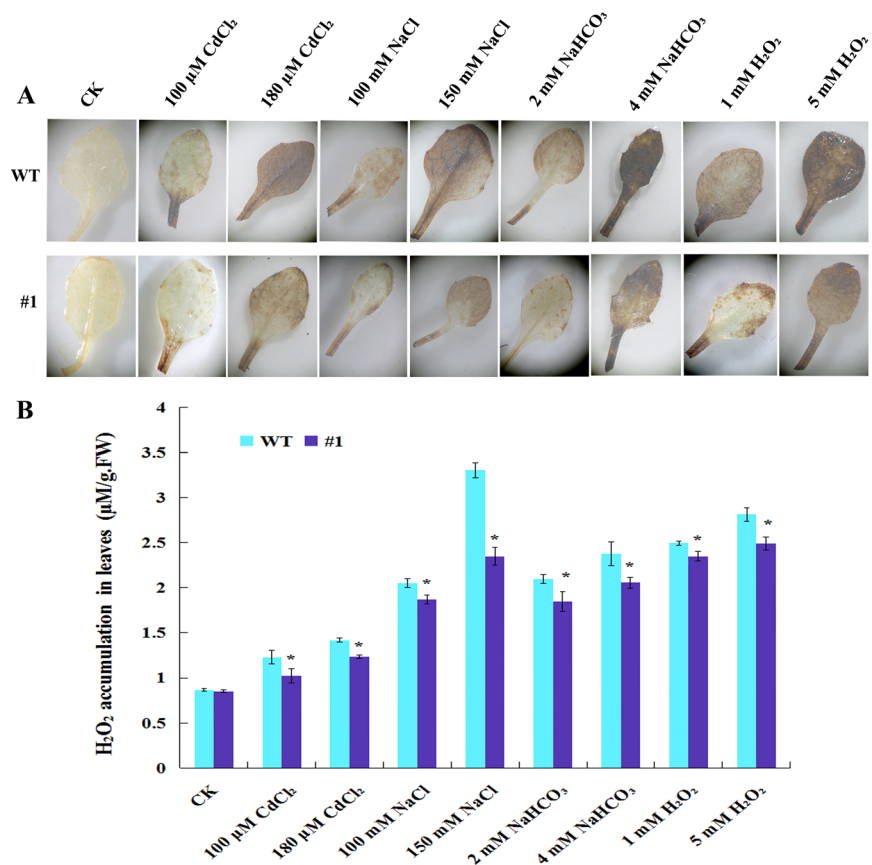 A
CK
100 µM CdCl₂
180 µM CdCl₂
100 mM NaCl
150 mM NaCl
2 mM NaHCO₃
4 mM NaHCO₃
1 mM H₂O₂
5 mM H₂O₂
WT
#1
B
H₂O₂ accumulation in leaves (µM/g.FW)
4
3.5
3
2.5
2
1.5
1
0.5
0
WT #1
* * * * * * * *
CK
100 µM CdCl₂
180 µM CdCl₂
100 mM NaCl
150 mM NaCl
2 mM NaHCO₃
4 mM NaHCO₃
1 mM H₂O₂
5 mM H₂O₂